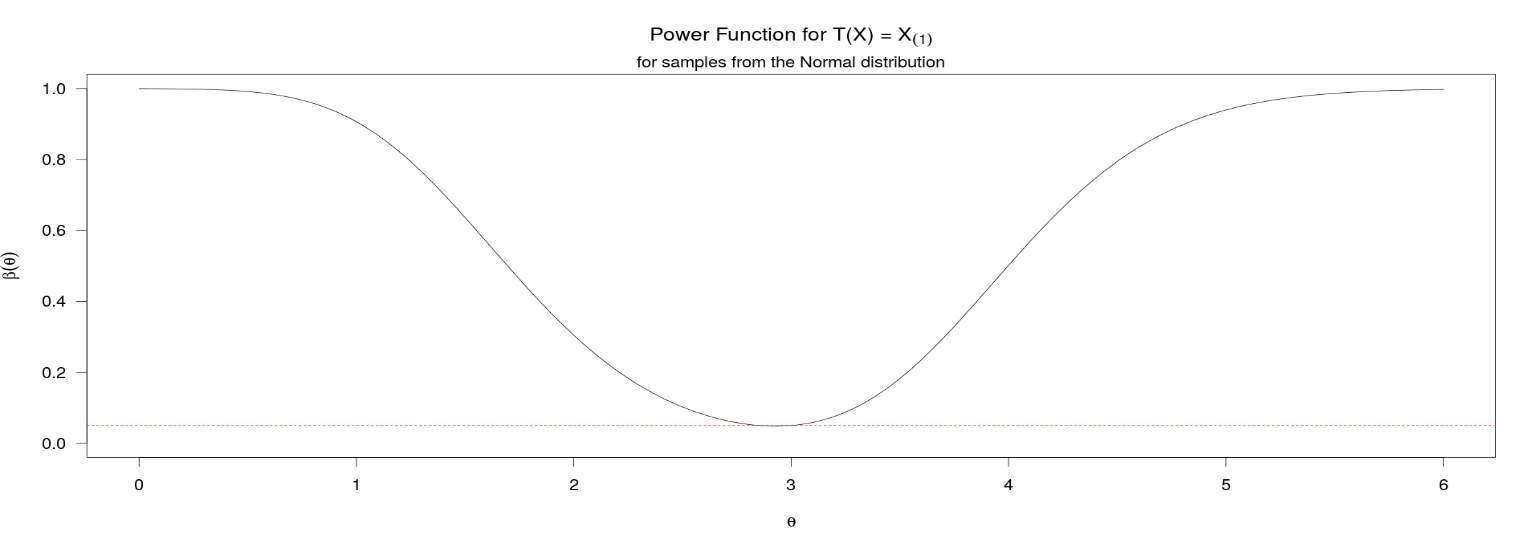 Power Function for T(X) = X(1)
for samples from the Normal distribution
1.0
0.8
0.6
0.4
0.2
0.0
β(θ)
0 1 2 3 4 5 6
θ